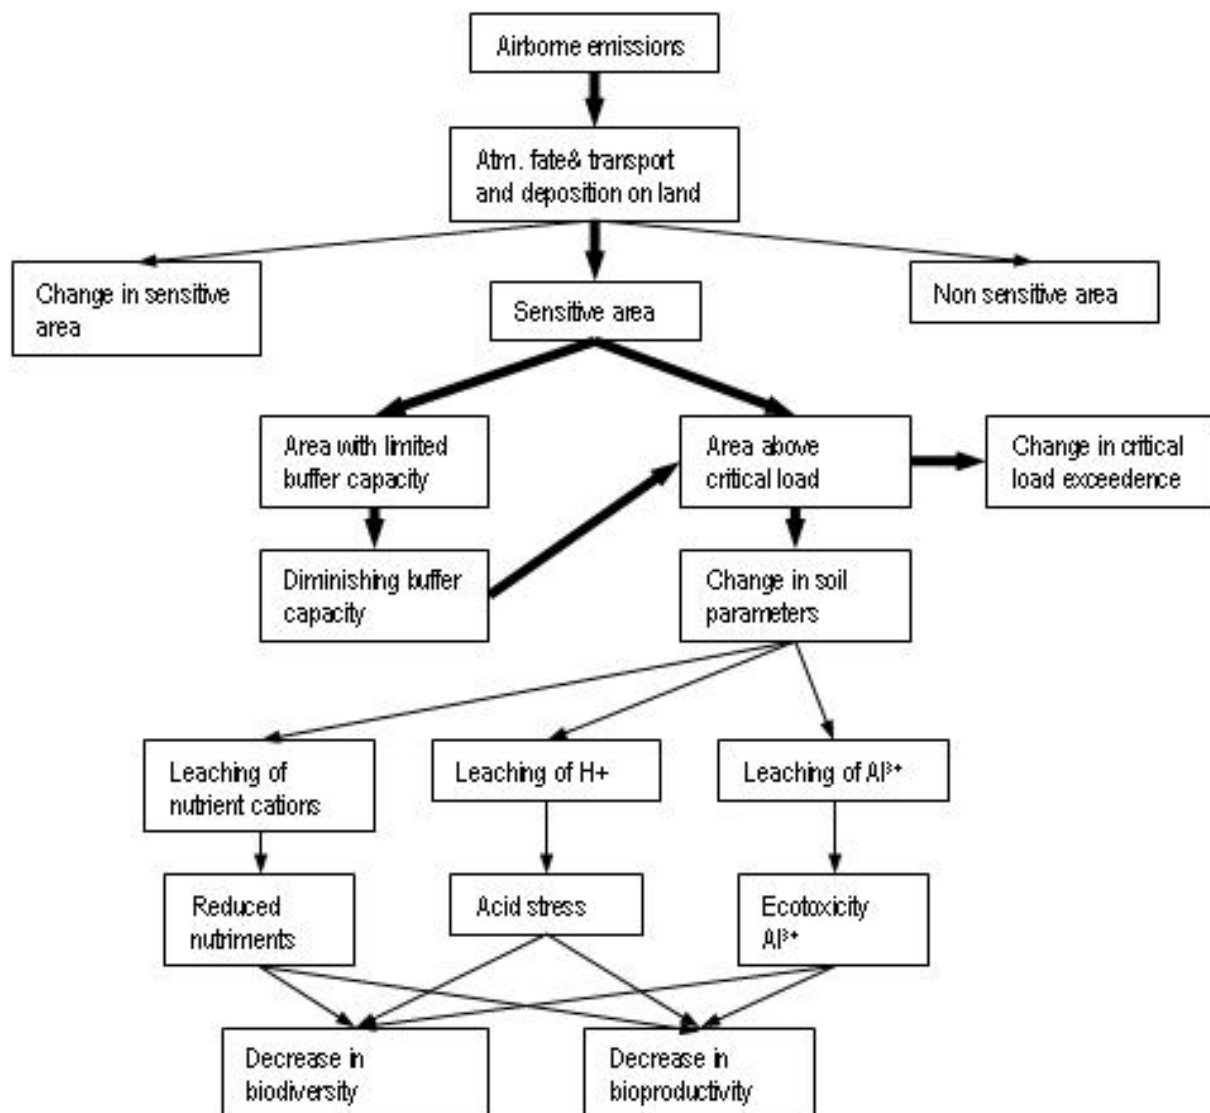 Airborne emissions
Atm. fate& transport
and deposition on land
Change in sensitive
area
Sensitive area
Non sensitive area
Area with limited
buffer capacity
Area above
critical load
Change in critical
load exceedence
Diminishing buffer
capacity
Change in soil
parameters
Leaching of
nutrient cations
Leaching of H+
Leaching of Al³⁺
Reduced
nutriments
Acid stress
Ecotoxicity
Al³⁺
Decrease in
biodiversity
Decrease in
bioproductivity